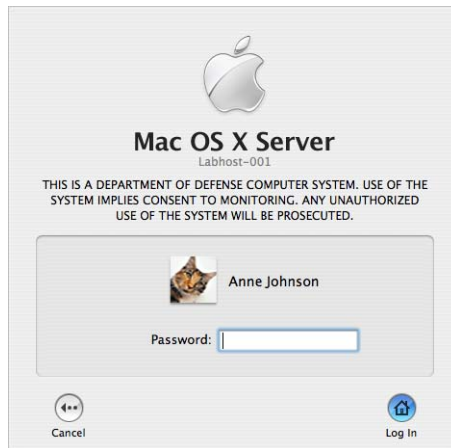 Mac OS X Server
Labhost-001
THIS IS A DEPARTMENT OF DEFENSE COMPUTER SYSTEM. USE OF THE
SYSTEM IMPLIES CONSENT TO MONITORING. ANY UNAUTHORIZED
USE OF THE SYSTEM WILL BE PROSECUTED.
Anne Johnson
Password:
Cancel
Log In